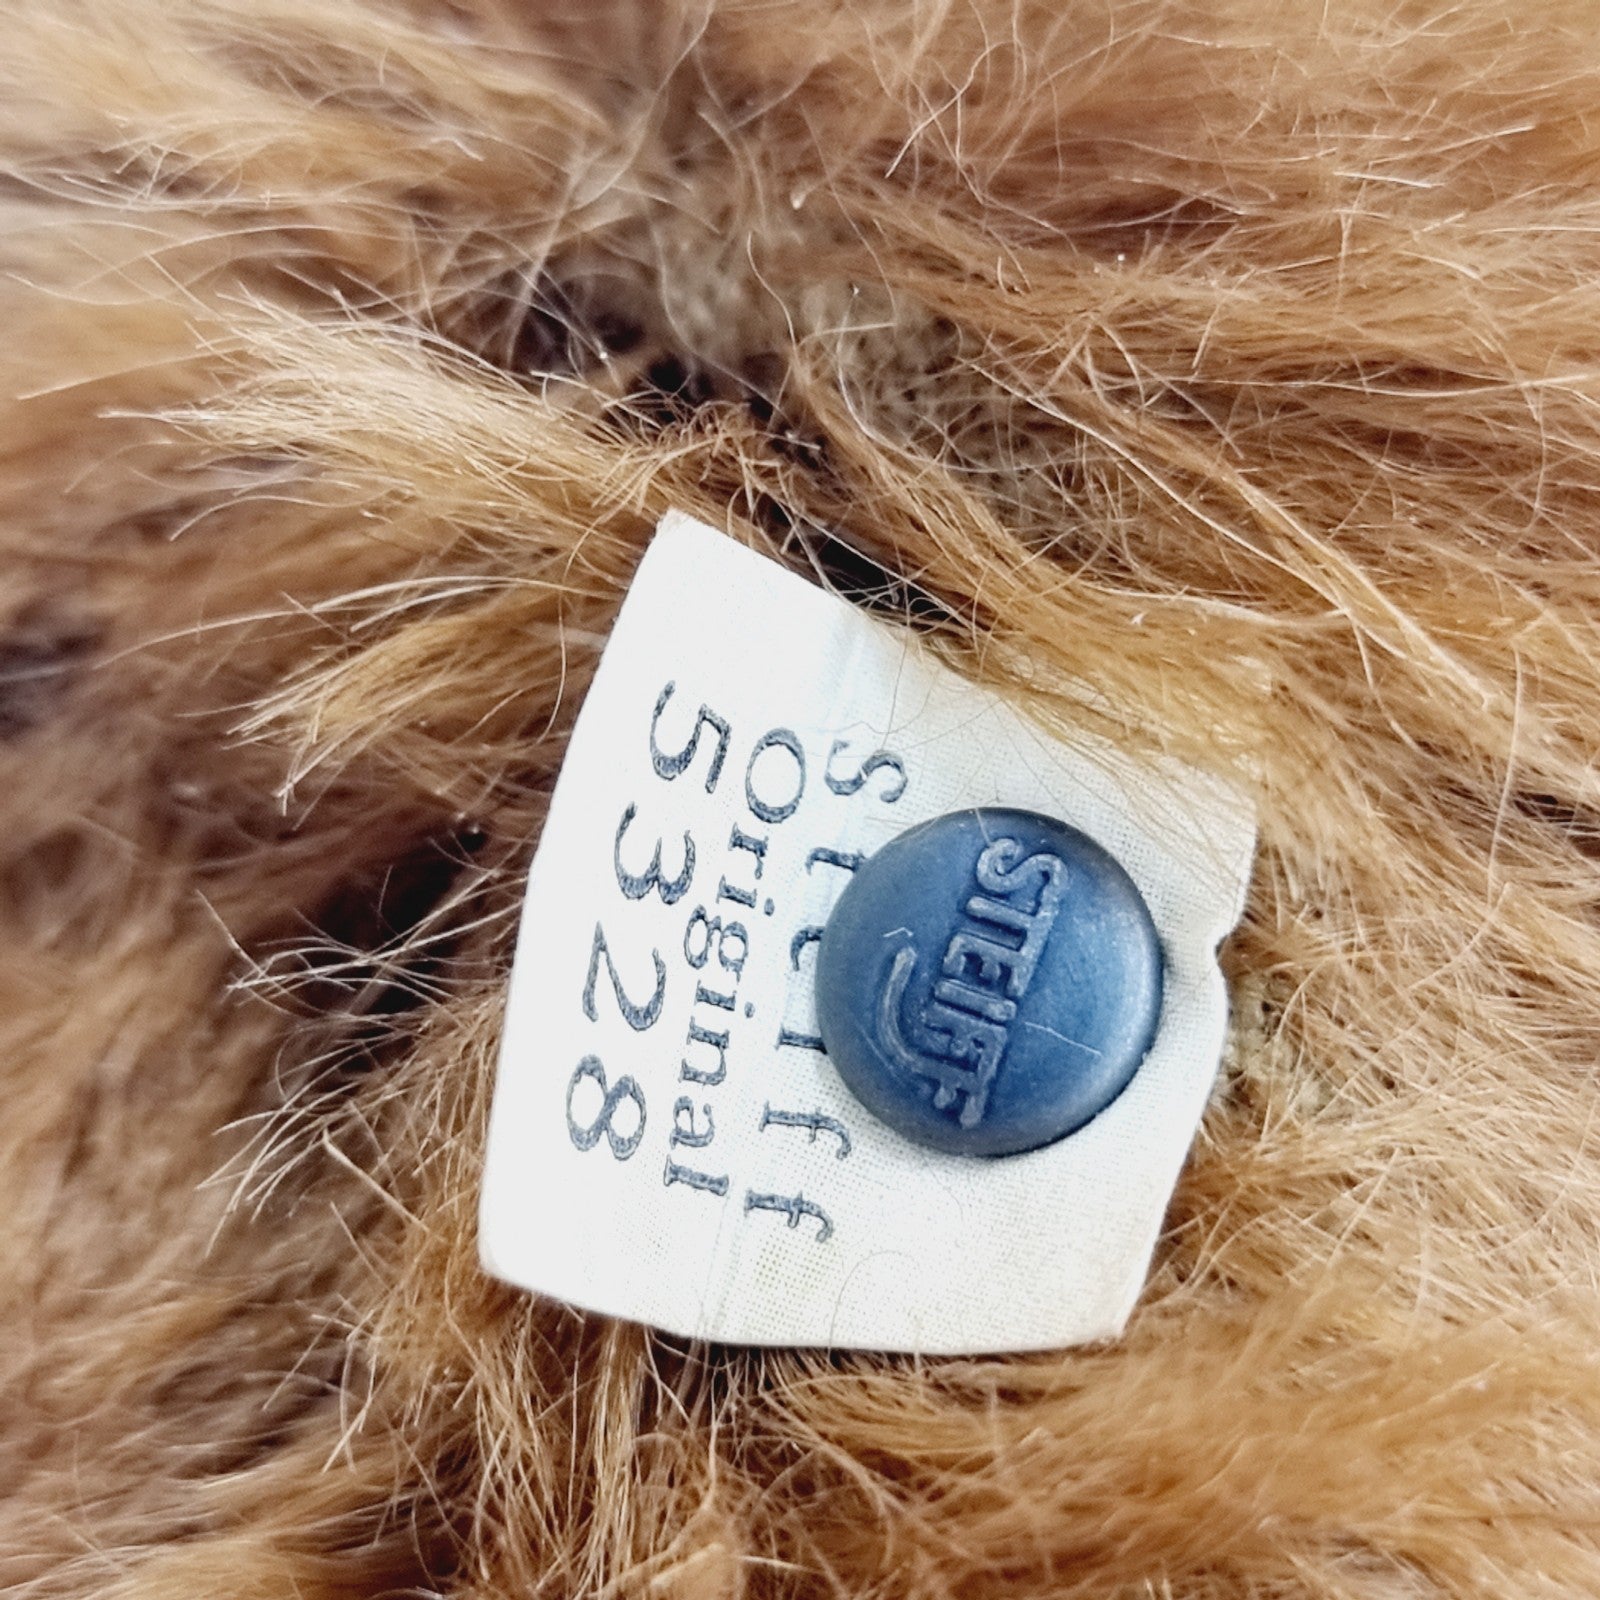 STEIFF
Steiff
Original
5328